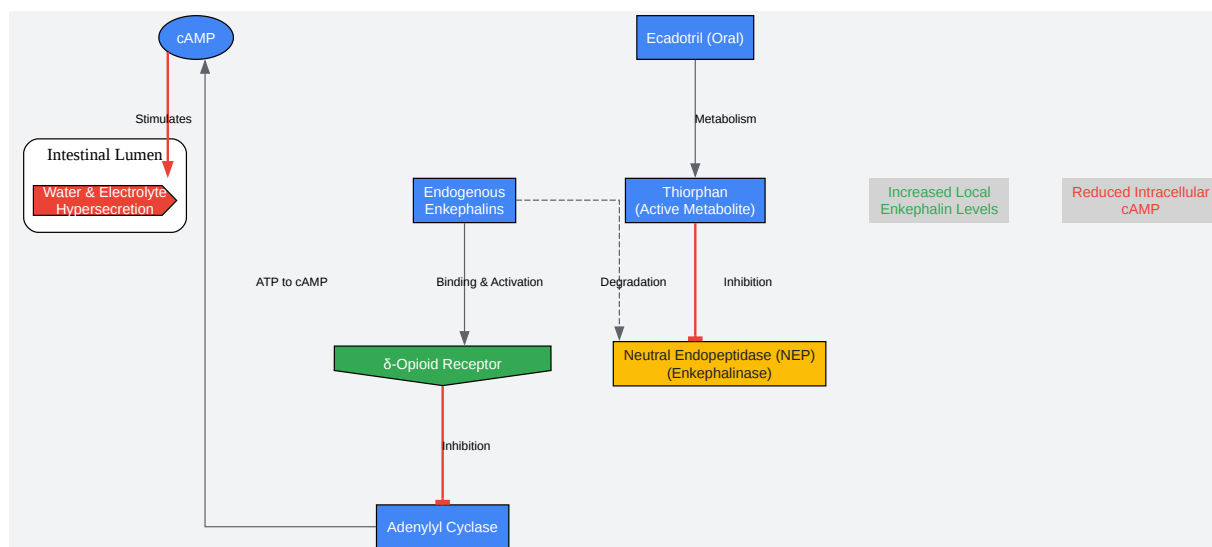 cAMP
Ecadotril (Oral)
Stimulates
Metabolism
Intestinal Lumen
Water & Electrolyte
Hypersecretion
Endogenous
Enkephalins
Thiorphan
(Active Metabolite)
Increased Local
Enkephalin Levels
Reduced Intracellular
cAMP
ATP to cAMP
Binding & Activation
Degradation
Inhibition
δ-Opioid Receptor
Neutral Endopeptidase (NEP)
(Enkephalinase)
Inhibition
Adenylyl Cyclase